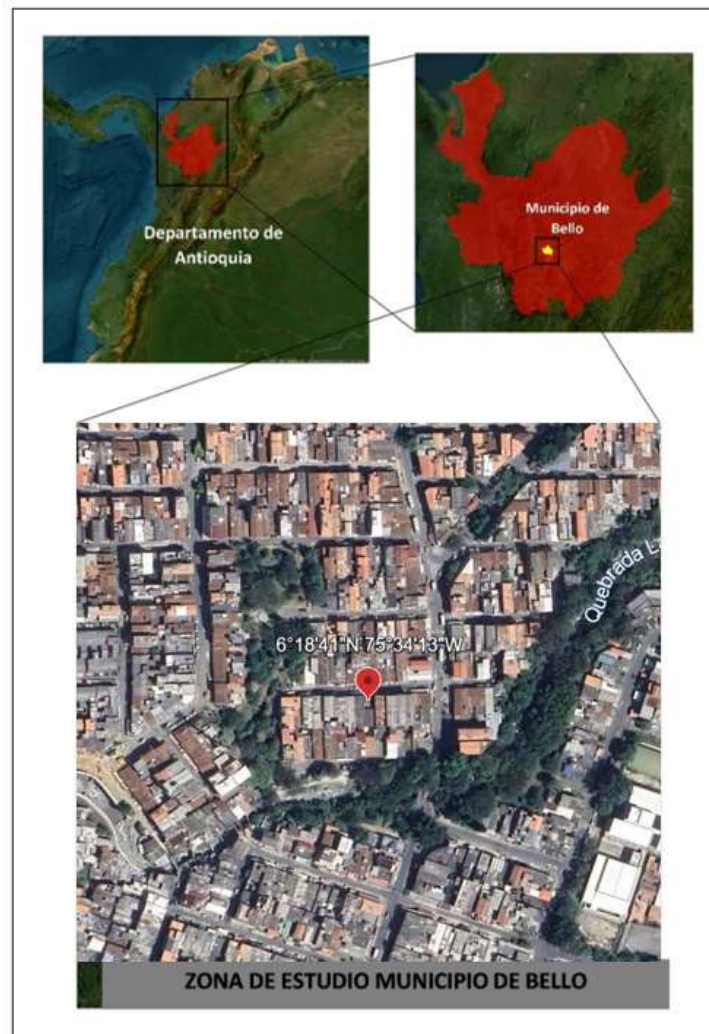 Departamento de
Antioquia
Municipio de
Bello
6°18'41"N 75°34'13"W
Quebrada La
ZONA DE ESTUDIO MUNICIPIO DE BELLO